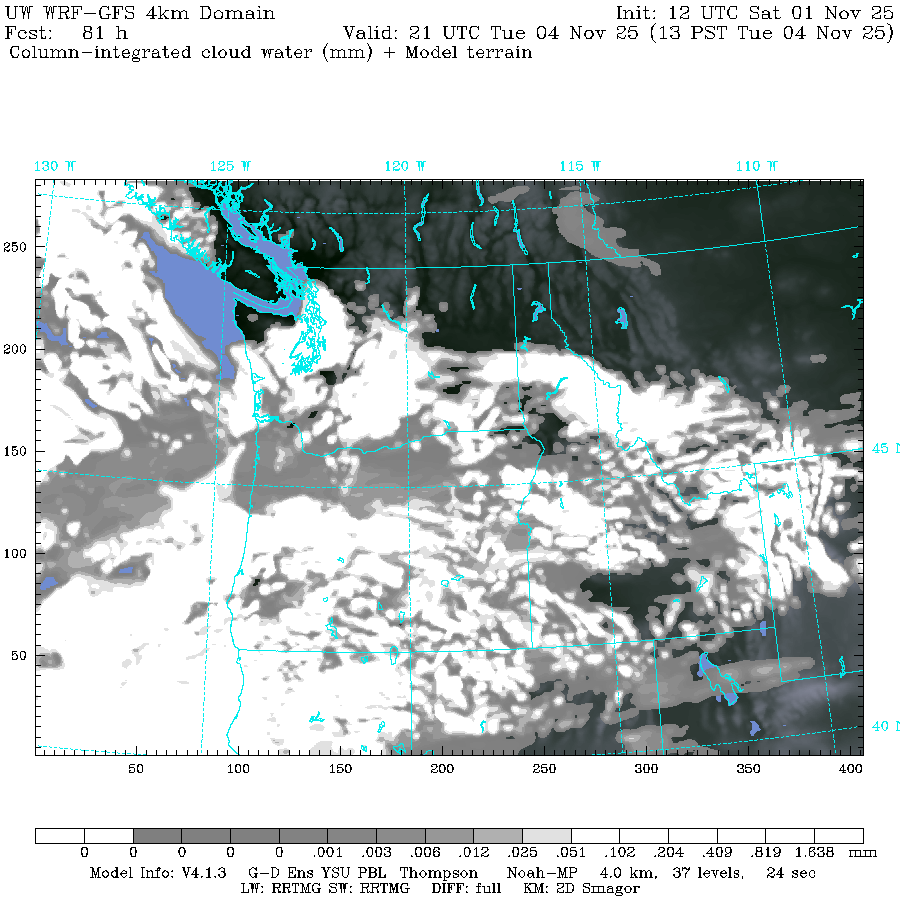 UW WRF-GFS 4km Domain Init: 12 UTC Sat 01 Nov 25
Fcst: 81 h Valid: 21 UTC Tue 04 Nov 25 (13 PST Tue 04 Nov 25)
Column-integrated cloud water (mm) + Model terrain
130 W 125 W 120 W 115 W 110 W
250
200
150 45 N
100
50
40 N
50 100 150 200 250 300 350 400
0 0 0 0 0 .001 .003 .006 .012 .025 .051 .102 .204 .409 .819 1.638 mm
Model Info: V4.1.3 G-D Ens YSU PBL Thompson Noah-MP 4.0 km, 37 levels, 24 sec
LW: RRTMG SW: RRTMG DIFF: full KM: 2D Smagor